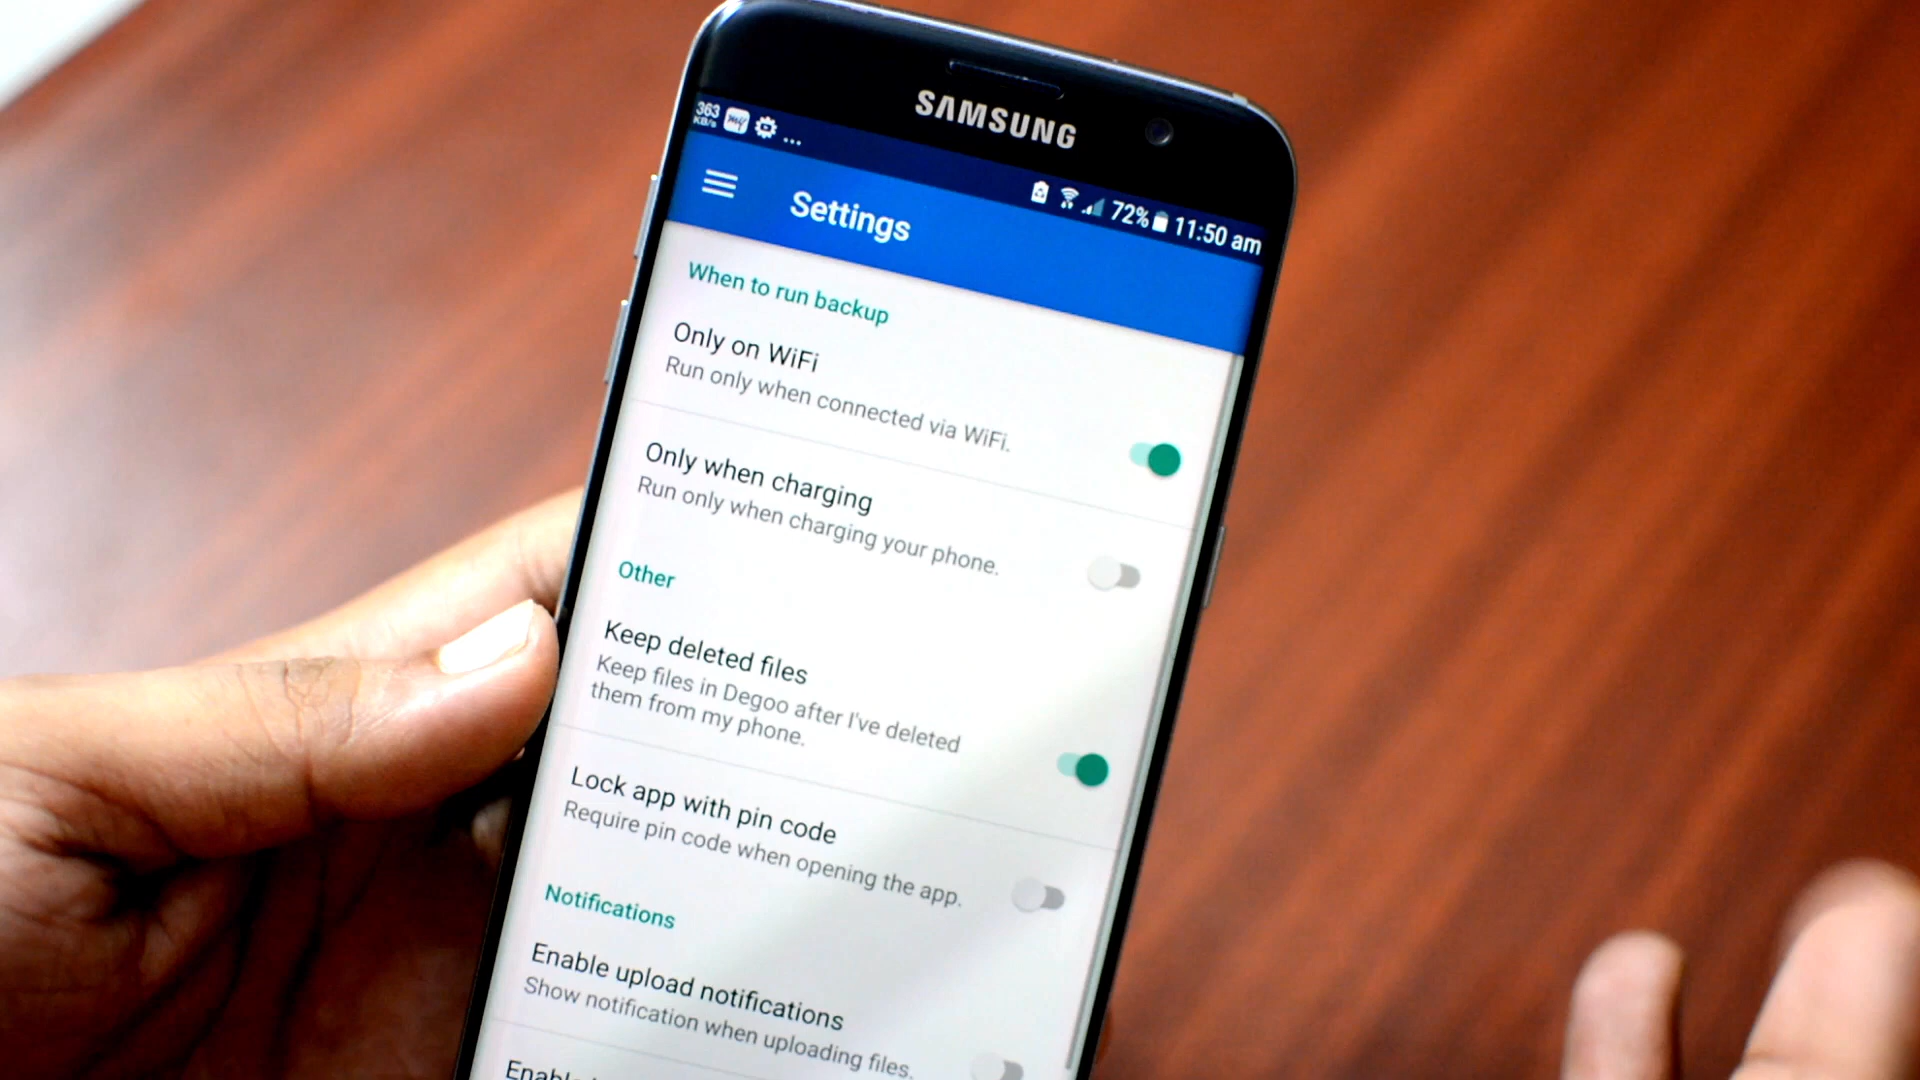 SAMSUNG
363
KB/s
my
...
72%
11:50 am
Settings
When to run backup
Only on WiFi
Run only when connected via WiFi.
Only when charging
Run only when charging your phone.
Other
Keep deleted files
Keep files in Degoo after I've deleted
them from my phone.
Lock app with pin code
Require pin code when opening the app.
Notifications
Enable upload notifications
Show notification when uploading files.